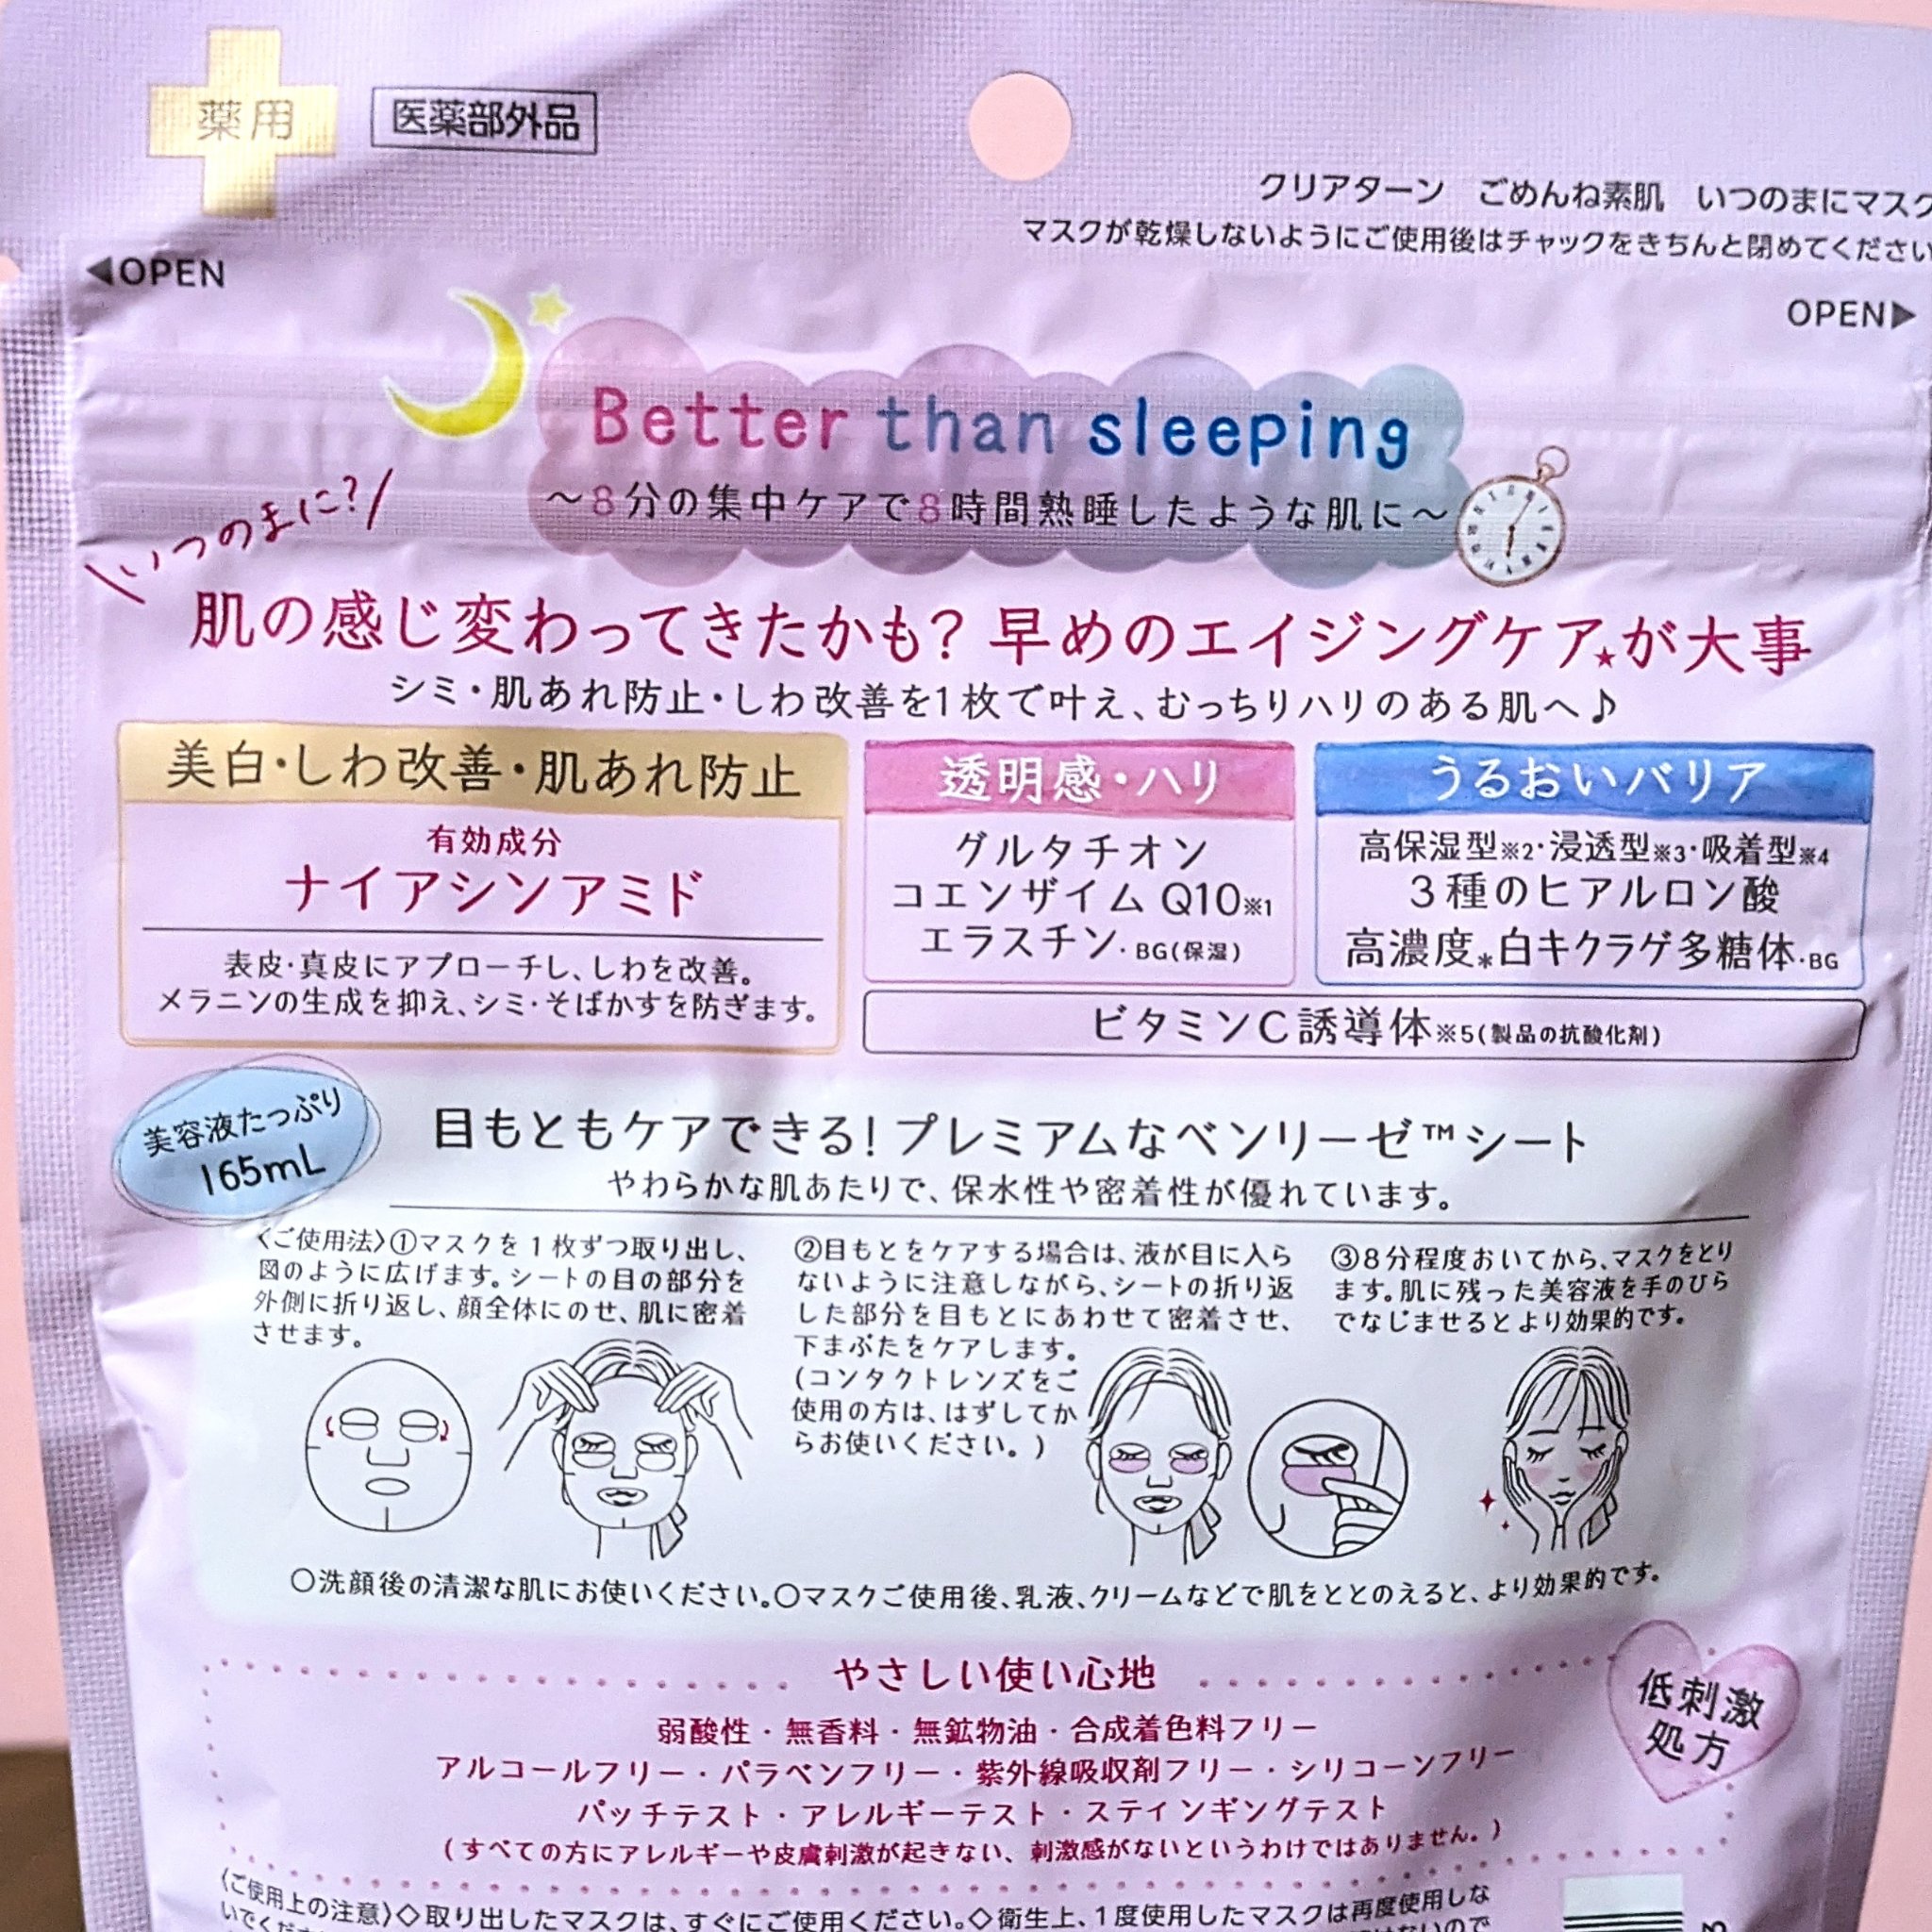 薬用
医薬部外品
クリアターン ごめんね素肌 いつのまにマスク
マスクが乾燥しないようにご使用後はチャックをきちんと閉めてください
◀OPEN
OPEN▶
Better than sleeping
～8分の集中ケアで8時間熟睡したような肌に～
\いつのまに?/
肌の感じ変わってきたかも? 早めのエイジングケア★が大事
シミ・肌あれ防止・しわ改善を1枚で叶え、むっちりハリのある肌へ♪
美白・しわ改善・肌あれ防止
有効成分
ナイアシンアミド
表皮・真皮にアプローチし、しわを改善。
メラニンの生成を抑え、シミ・そばかすを防ぎます。
透明感・ハリ
グルタチオン
コエンザイム Q10※1
エラスチン・BG(保湿)
うるおいバリア
高保湿型※2・浸透型※3・吸着型※4
3種のヒアルロン酸
高濃度*白キクラゲ多糖体・BG
ビタミンC誘導体※5(製品の抗酸化剤)
美容液たっぷり
165mL
目もともケアできる!プレミアムなベンリーゼ™シート
やわらかな肌あたりで、保水性や密着性が優れています。
〈ご使用法〉①マスクを1枚ずつ取り出し、
図のように広げます。シートの目の部分を
外側に折り返し、顔全体にのせ、肌に密着
させます。
②目もとをケアする場合は、液が目に入ら
ないように注意しながら、シートの折り返
した部分を目もとにあわせて密着させ、
下まぶたをケアします。
(コンタクトレンズをご
使用の方は、はずしてか
らお使いください。)
③8分程度おいてから、マスクをとり
ます。肌に残った美容液を手のひら
でなじませるとより効果的です。
○洗顔後の清潔な肌にお使いください。○マスクご使用後、乳液、クリームなどで肌をととのえると、より効果的です。
やさしい使い心地
低刺激
処方
弱酸性・無香料・無鉱物油・合成着色料フリー
アルコールフリー・パラベンフリー・紫外線吸収剤フリー・シリコーンフリー
パッチテスト・アレルギーテスト・スティンギングテスト
(すべての方にアレルギーや皮膚刺激が起きない、刺激感がないというわけではありません。)
〈ご使用上の注意〉◇取り出したマスクは、すぐにご使用ください。◇衛生上、1度使用したマスクは再度使用しな